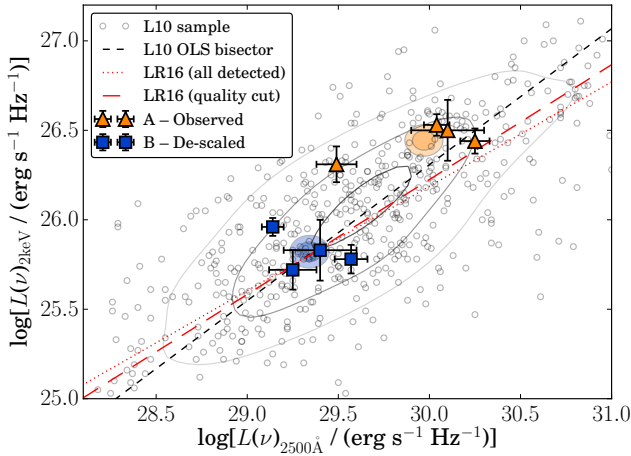 L10 sample
L10 OLS bisector
LR16 (all detected)
LR16 (quality cut)
A – Observed
B – De-scaled
27.0
26.5
26.0
25.5
25.0
28.5
29.0
29.5
30.0
30.5
31.0
log[L(ν)2keV / (erg s−1 Hz−1)]
log[L(ν)2500Å / (erg s−1 Hz−1)]